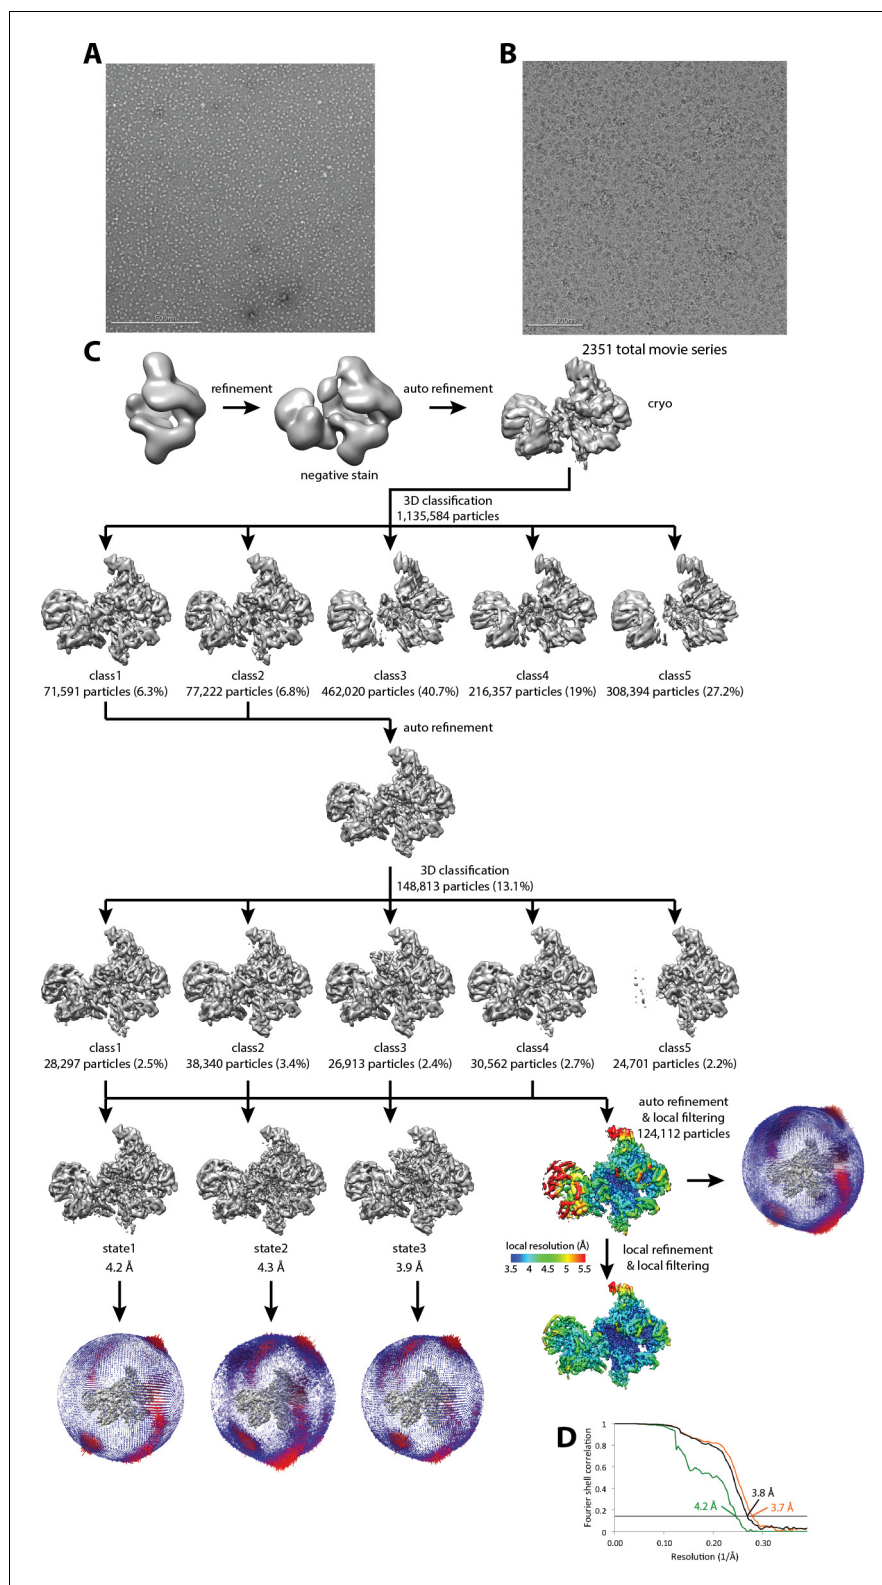 A
B
500nm
100nm
2351 total movie series
C
refinement
auto refinement
cryo
negative stain
3D classification
1,135,584 particles
class1
71,591 particles (6.3%)
class2
77,222 particles (6.8%)
class3
462,020 particles (40.7%)
class4
216,357 particles (19%)
class5
308,394 particles (27.2%)
auto refinement
3D classification
148,813 particles (13.1%)
class1
28,297 particles (2.5%)
class2
38,340 particles (3.4%)
class3
26,913 particles (2.4%)
class4
30,562 particles (2.7%)
class5
24,701 particles (2.2%)
auto refinement
& local filtering
124,112 particles
state1
4.2 Å
state2
4.3 Å
state3
3.9 Å
local resolution (Å)
3.5 4 4.5 5 5.5
local refinement
& local filtering
D
Fourier shell correlation
1
0.8
0.6
0.4
0.2
0
3.8 Å
4.2 Å
3.7 Å
0.00 0.10 0.20 0.30
Resolution (1/Å)